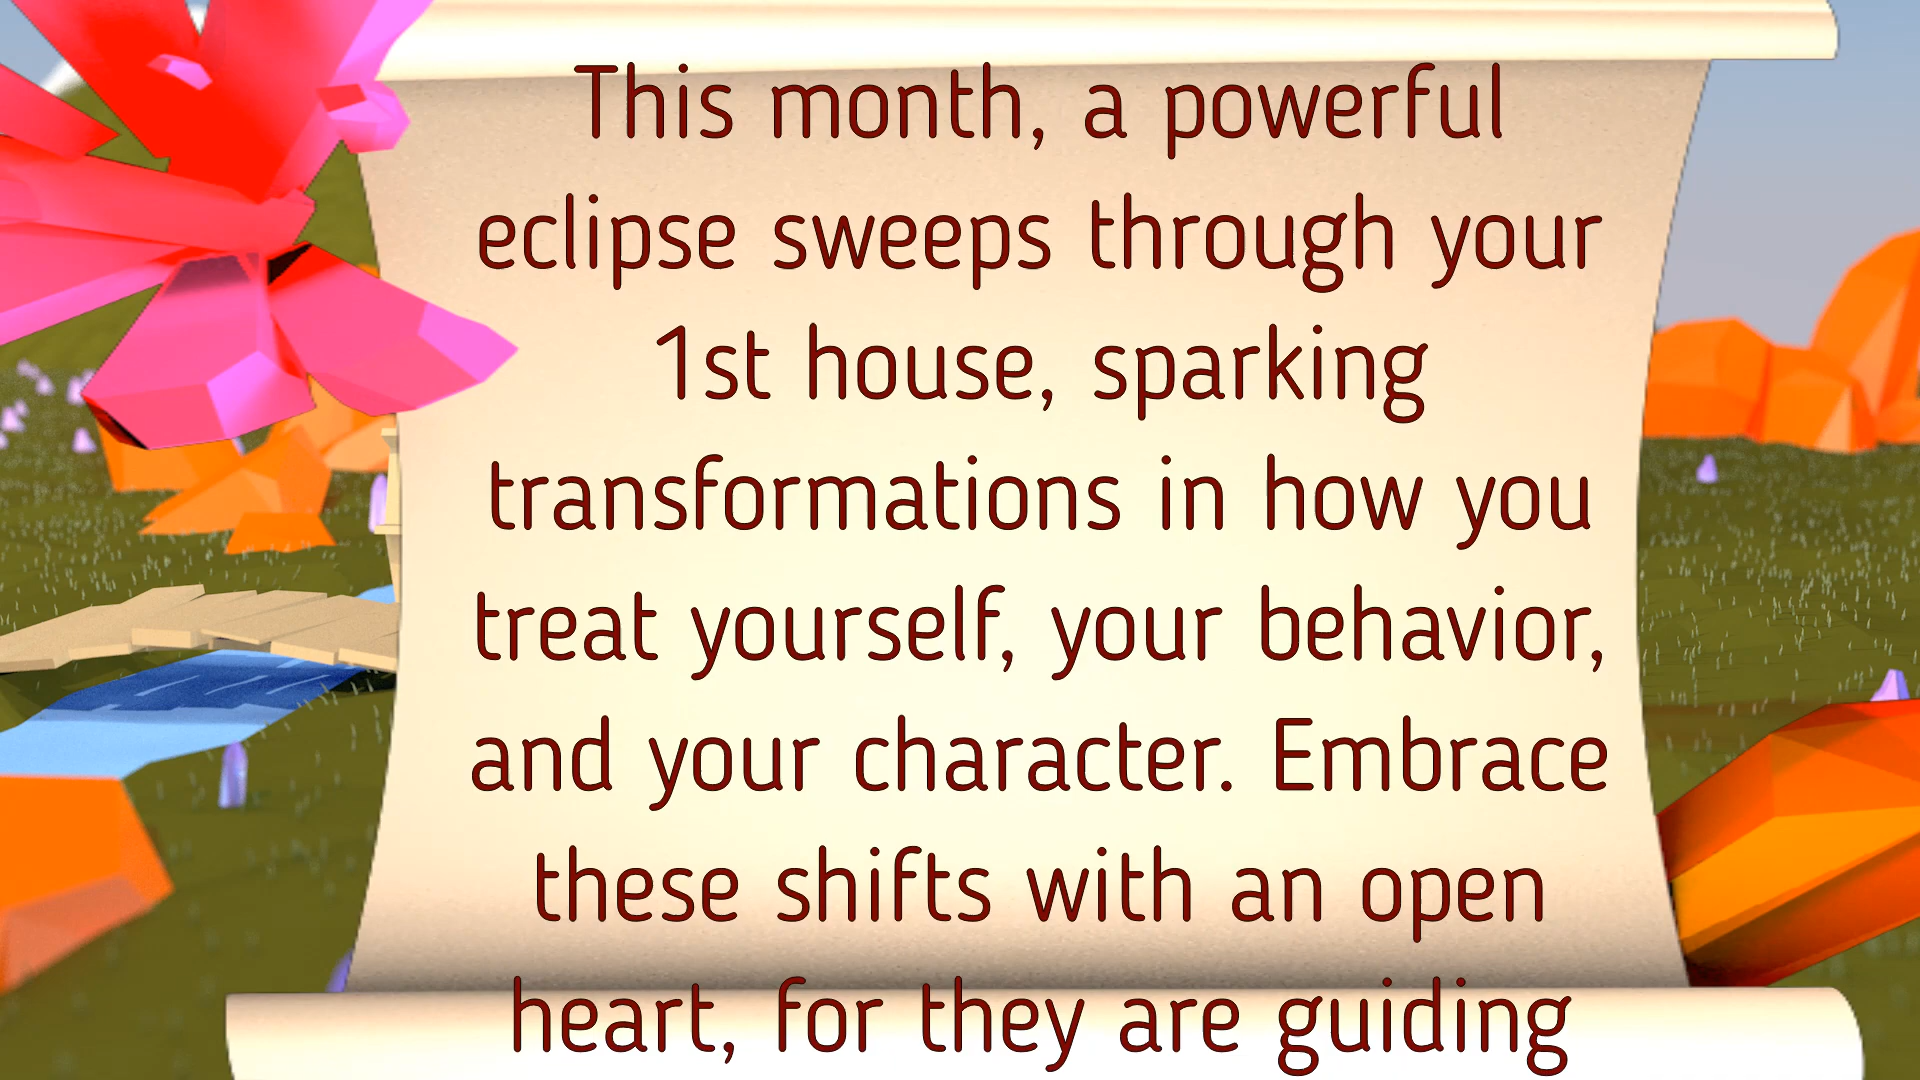 This month, a powerful
eclipse sweeps through your
1st house, sparking
transformations in how you
treat yourself, your behavior,
and your character. Embrace
these shifts with an open
heart, for they are guiding